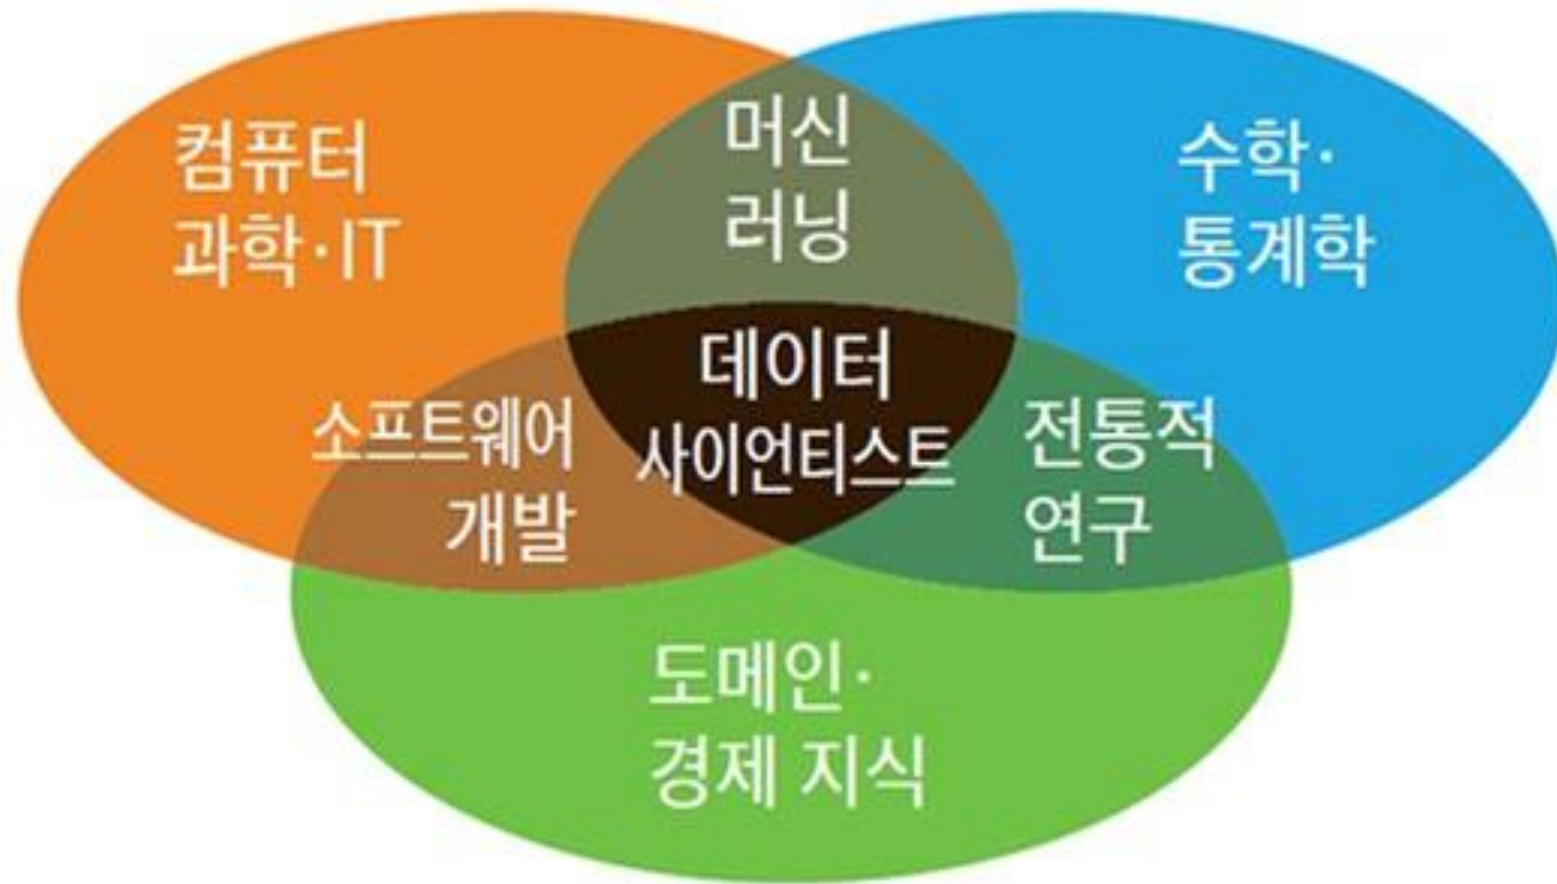 컴퓨터
과학·IT
머신
러닝
수학·
통계학
데이터
사이언티스트
소프트웨어
개발
전통적
연구
도메인·
경제 지식